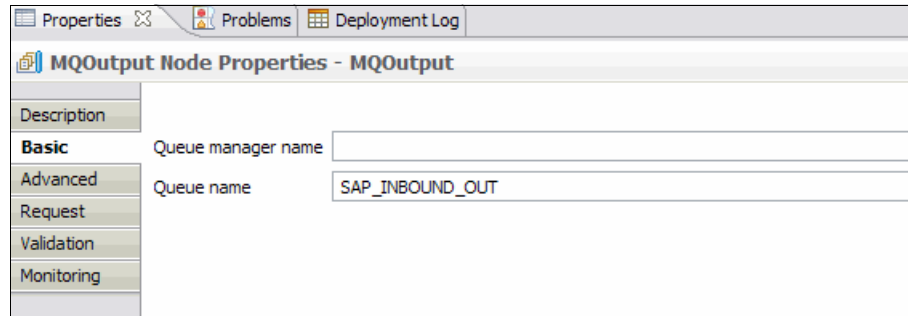 Properties Problems Deployment Log
MQOutput Node Properties - MQOutput
Description
Basic Queue manager name
Advanced Queue name SAP_INBOUND_OUT
Request
Validation
Monitoring